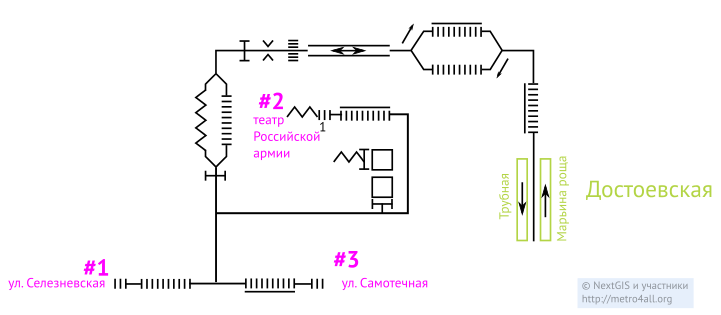 #2
театр
Российской
армии
1
Трубная
Марьина роща
Достоевская
#1
ул. Селезневская
#3
ул. Самотечная
© NextGIS и участники
http://metro4all.org